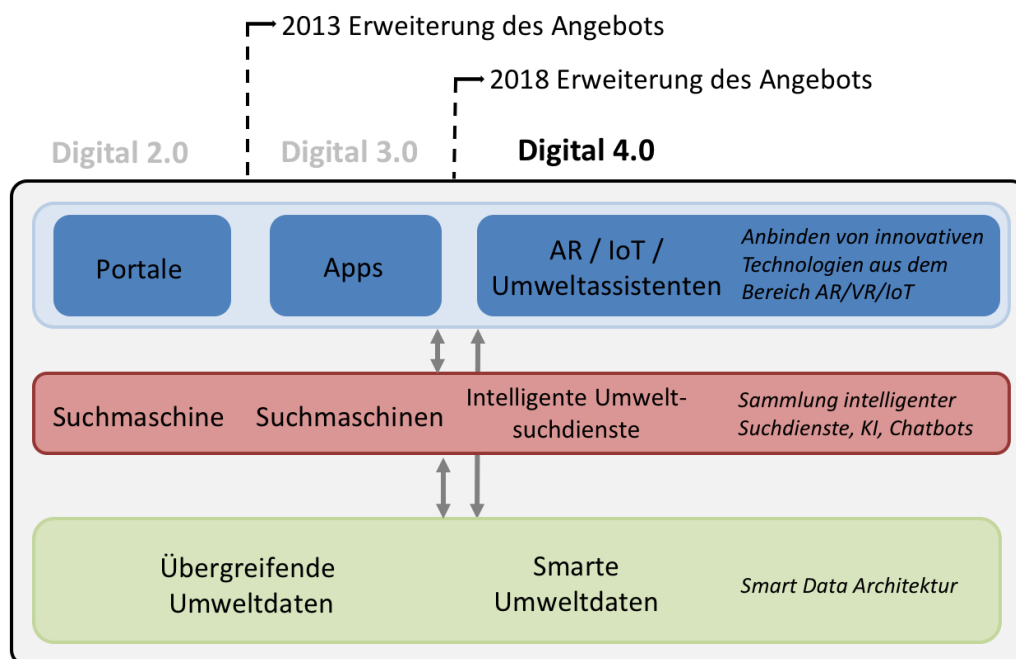 2013 Erweiterung des Angebots
2018 Erweiterung des Angebots
Digital 2.0
Digital 3.0
Digital 4.0
Portale
Apps
AR / IoT /
Umweltassistenten
Anbinden von innovativen
Technologien aus dem
Bereich AR/VR/IoT
Suchmaschine
Suchmaschinen
Intelligente Umwelt-
suchdienste
Sammlung intelligenter
Suchdienste, KI, Chatbots
Übergreifende
Umweltdaten
Smarte
Umweltdaten
Smart Data Architektur